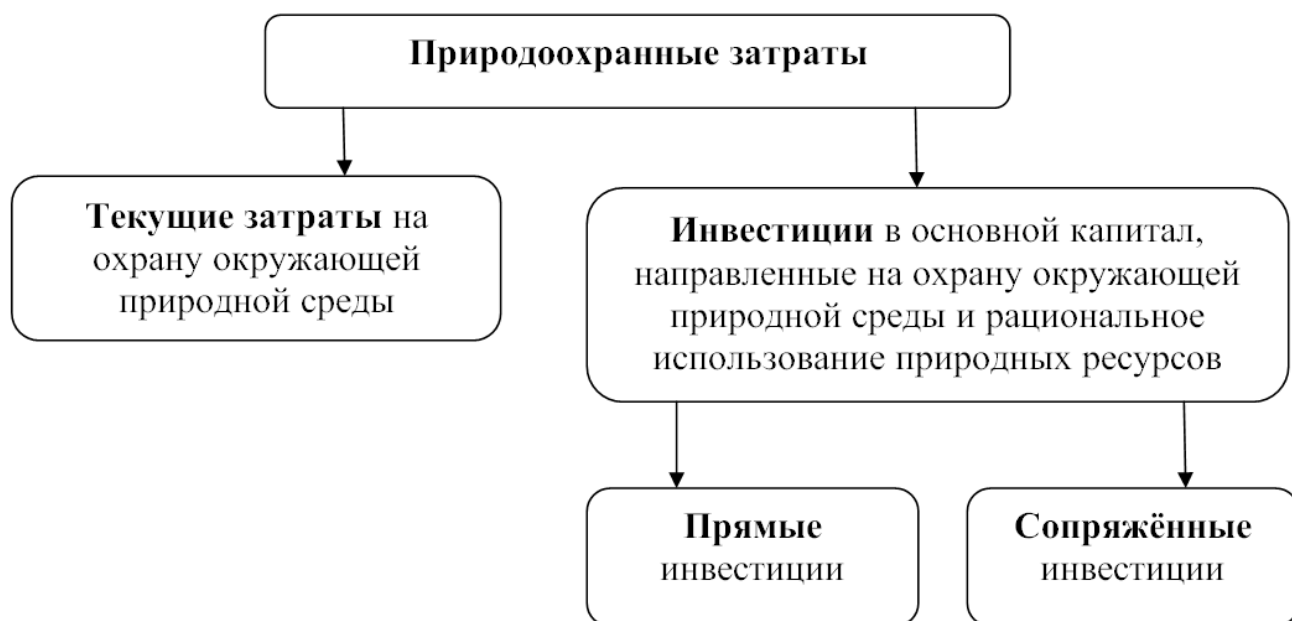 Природоохранные затраты
Текущие затраты на
охрану окружающей
природной среды
Инвестиции в основной капитал,
направленные на охрану окружающей
природной среды и рациональное
использование природных ресурсов
Прямые
инвестиции
Сопряжённые
инвестиции